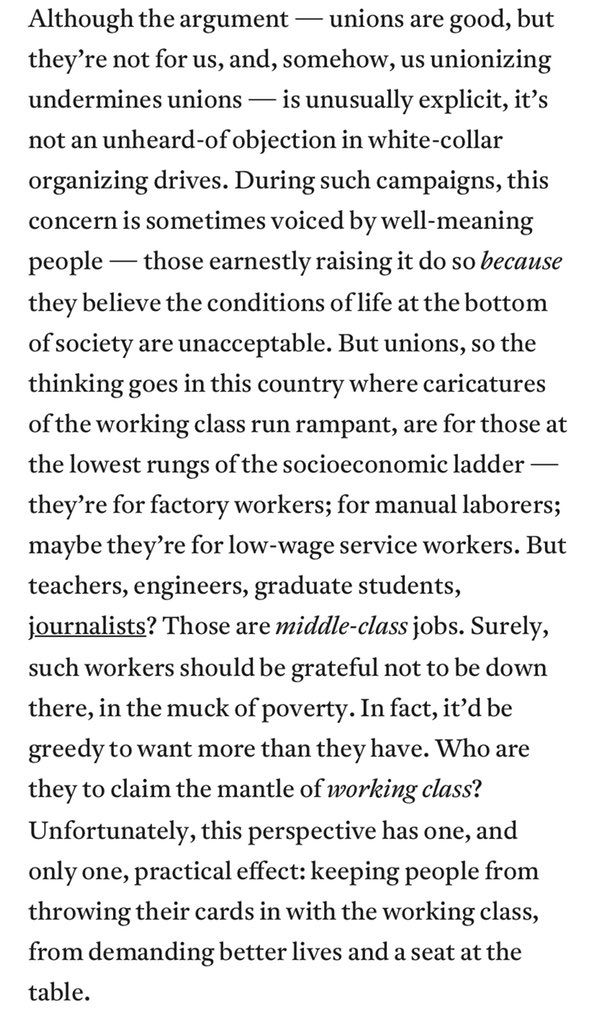 Although the argument — unions are good, but
they’re not for us, and, somehow, us unionizing
undermines unions — is unusually explicit, it’s
not an unheard-of objection in white-collar
organizing drives. During such campaigns, this
concern is sometimes voiced by well-meaning
people — those earnestly raising it do so because
they believe the conditions of life at the bottom
of society are unacceptable. But unions, so the
thinking goes in this country where caricatures
of the working class run rampant, are for those at
the lowest rungs of the socioeconomic ladder —
they’re for factory workers; for manual laborers;
maybe they’re for low-wage service workers. But
teachers, engineers, graduate students,
journalists? Those are middle-class jobs. Surely,
such workers should be grateful not to be down
there, in the muck of poverty. In fact, it’d be
greedy to want more than they have. Who are
they to claim the mantle of working class?
Unfortunately, this perspective has one, and
only one, practical effect: keeping people from
throwing their cards in with the working class,
from demanding better lives and a seat at the
table.